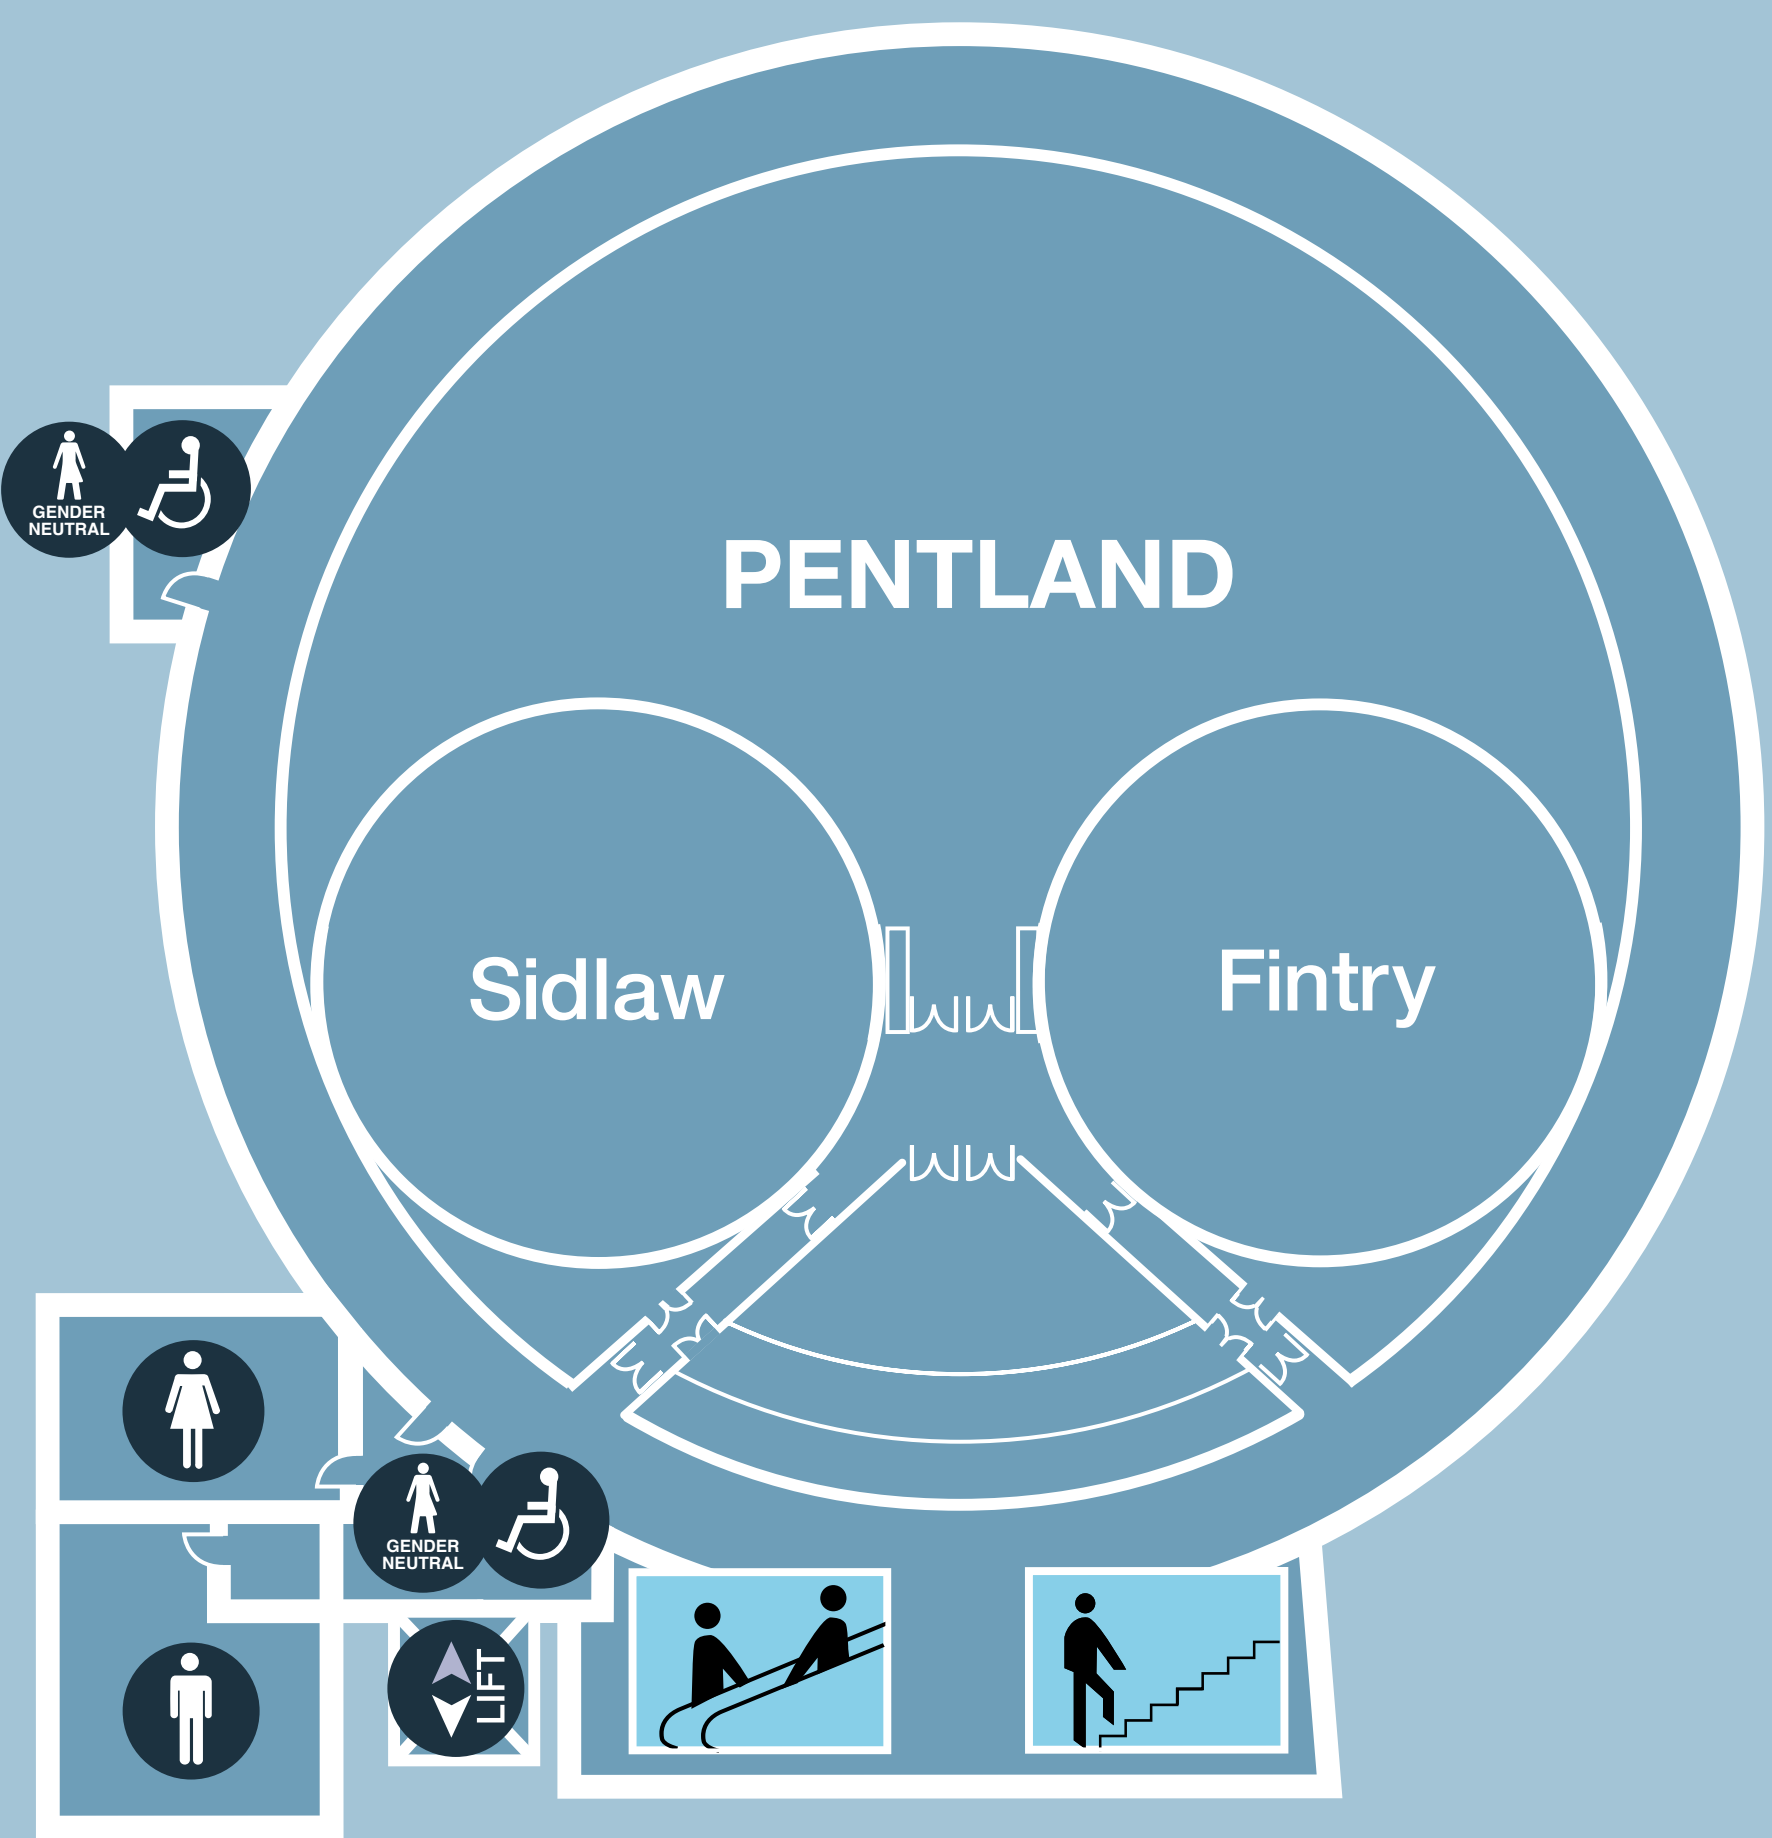 GENDER
NEUTRAL
PENTLAND
Sidlaw
Fintry
GENDER
NEUTRAL
LIFT